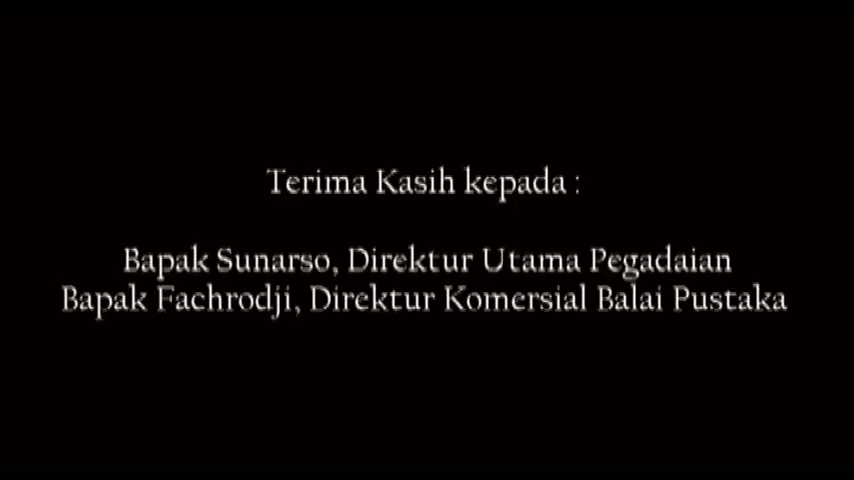 Terima Kasih kepada :
Bapak Sunarso, Direktur Utama Pegadaian
Bapak Fachrodji, Direktur Komersial Balai Pustaka